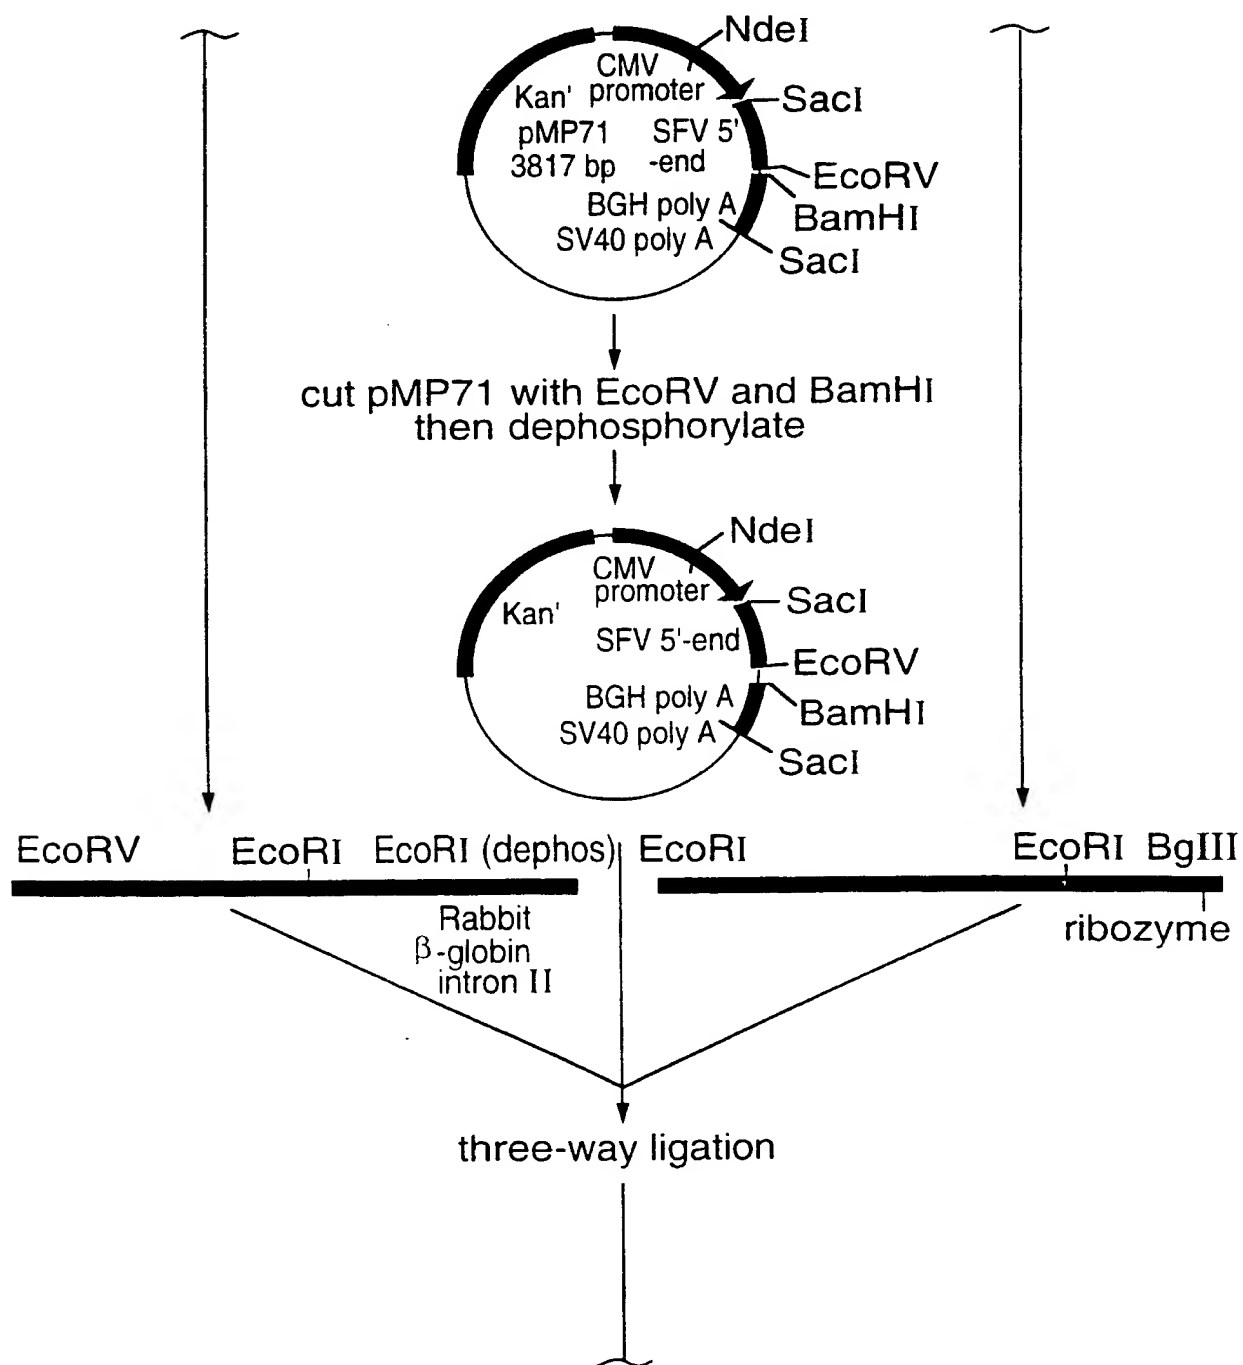 NdeI
CMV
promoter
SacI
Kan'
pMP71
3817 bp
SFV 5'
-end
EcoRV
BamHI
BGH poly A
SV40 poly A
SacI
cut pMP71 with EcoRV and BamHI
then dephosphorylate
NdeI
CMV
promoter
SacI
Kan'
SFV 5'-end
EcoRV
BGH poly A
BamHI
SV40 poly A
SacI
EcoRV EcoRI EcoRI (dephos) EcoRI EcoRI BgIII
Rabbit
β-globin
intron II
ribozyme
three-way ligation